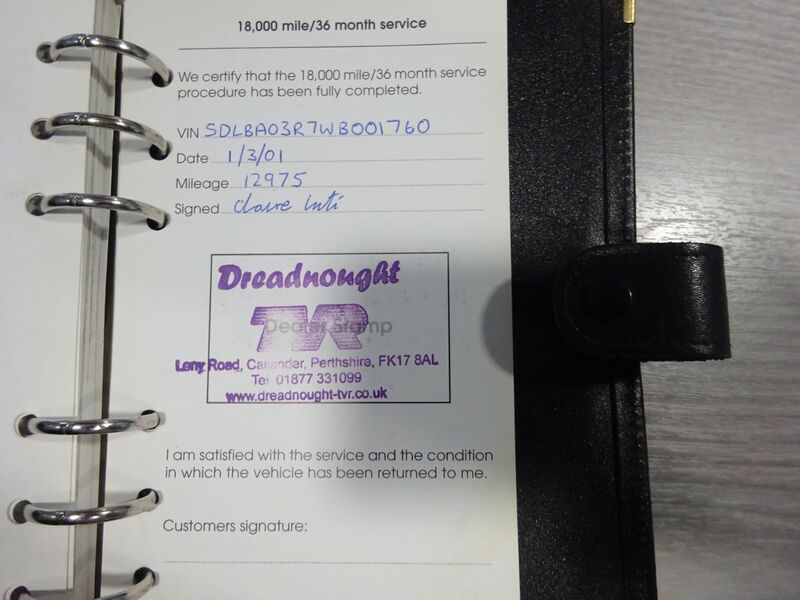 18,000 mile/36 month service
We certify that the 18,000 mile/36 month service
procedure has been fully completed.
VIN SDLBA03R7WB001760
Date 1/3/01
Mileage 12975
Signed Claire
Dreadnought
TVR
Dealer Stamp
Leny Road, Callander, Perthshire, FK17 8AL
Tel 01877 331099
www.dreadnought-tvr.co.uk
I am satisfied with the service and the condition
in which the vehicle has been returned to me.
Customers signature: